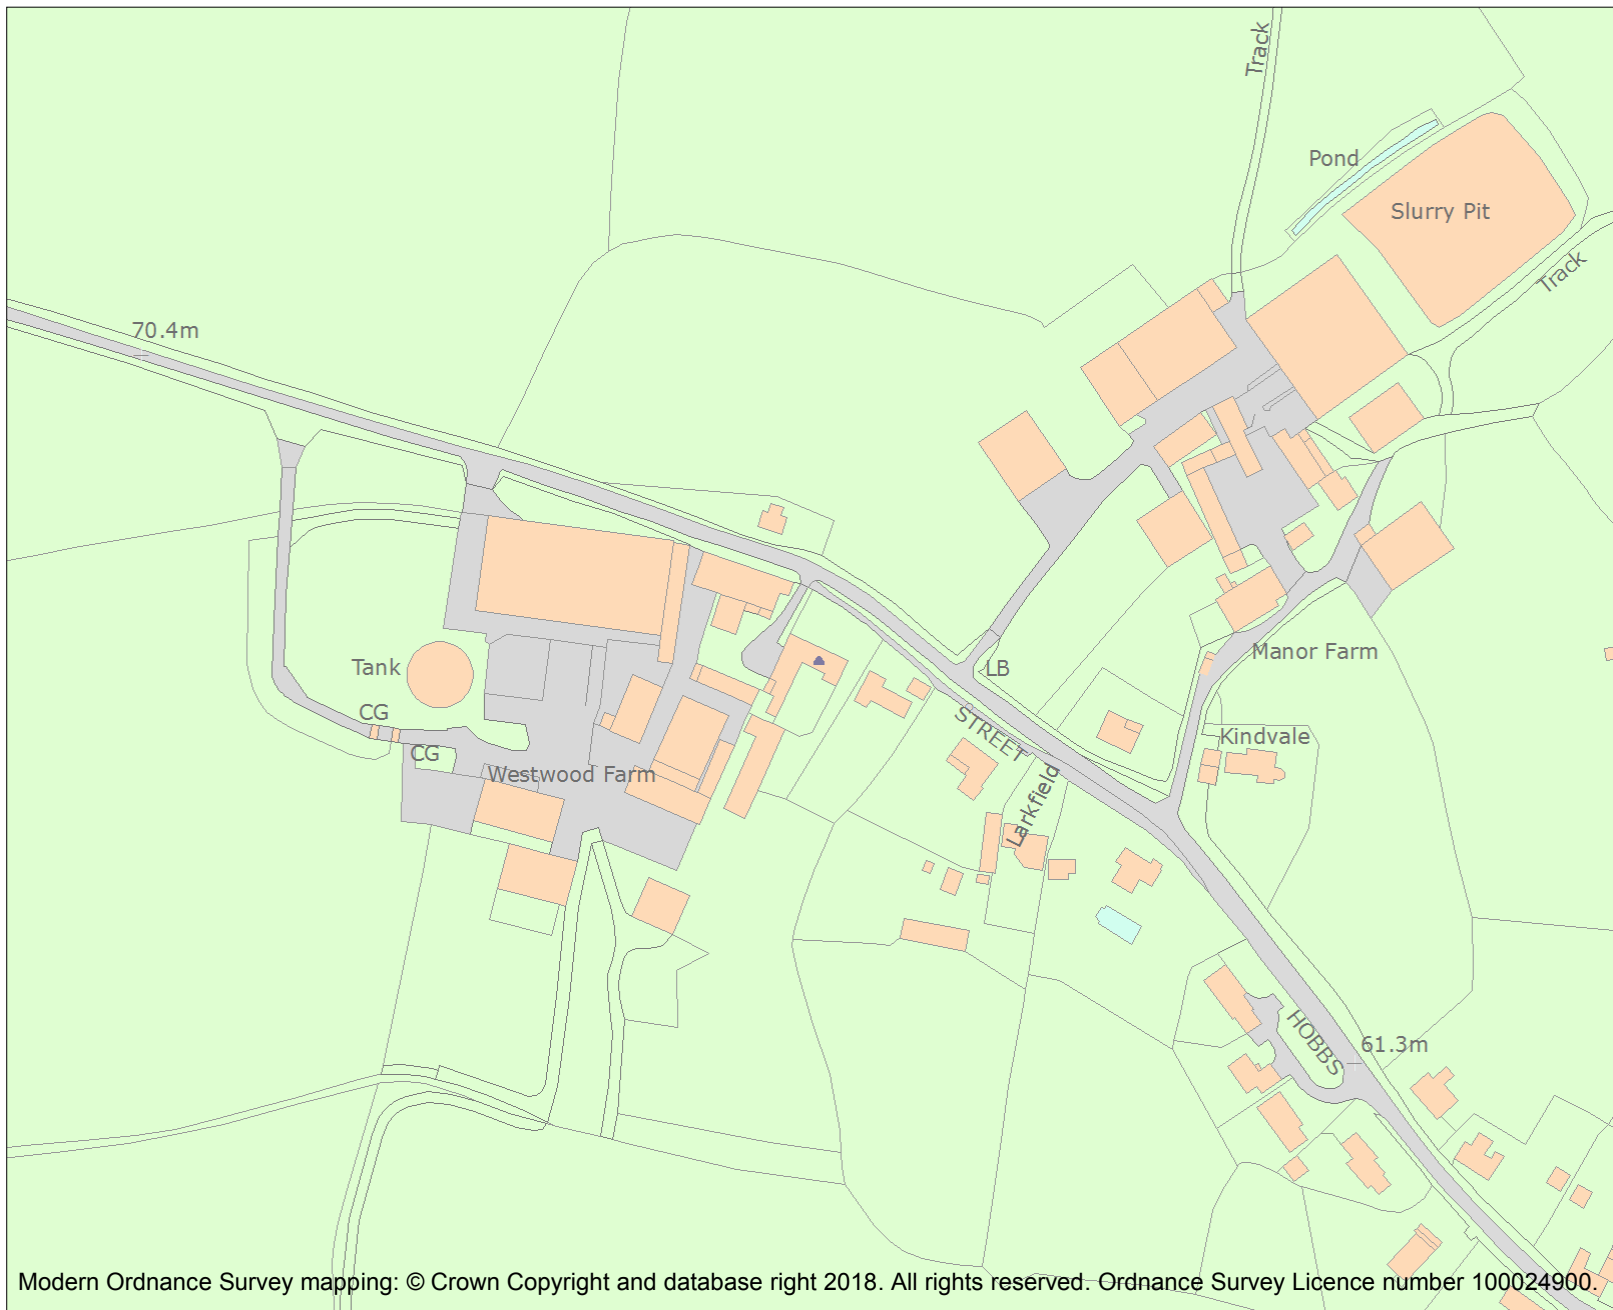 Track
Pond
Slurry Pit
Track
70.4m
Manor Farm
LB
Tank
CG
STREET
Kindvale
CG
Westwood Farm
Larkfield
HOBBS
61.3m
Modern Ordnance Survey mapping: © Crown Copyright and database right 2018. All rights reserved. Ordnance Survey Licence number 100024900.